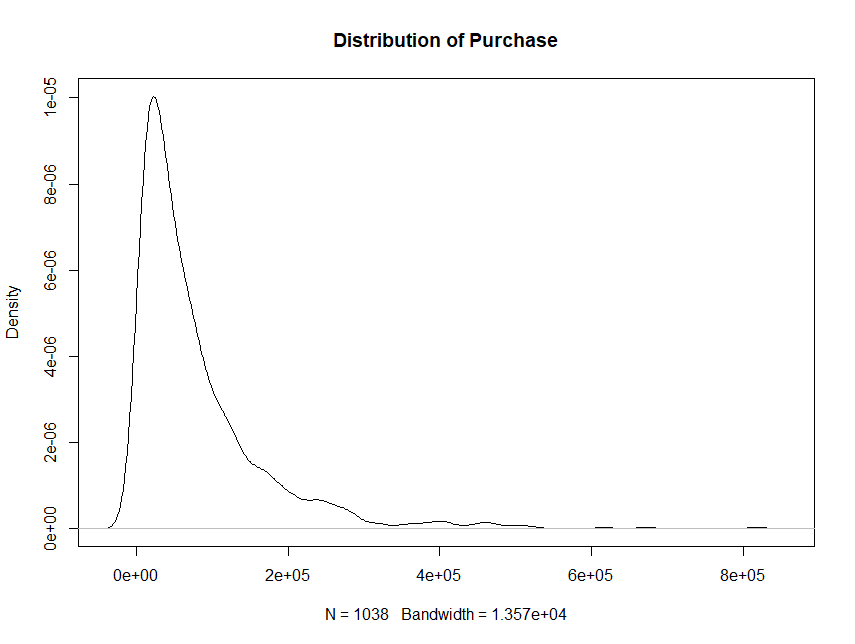 Distribution of Purchase
Density
1e-05
8e-06
6e-06
4e-06
2e-06
0e+00
0e+00 2e+05 4e+05 6e+05 8e+05
N = 1038 Bandwidth = 1.357e+04